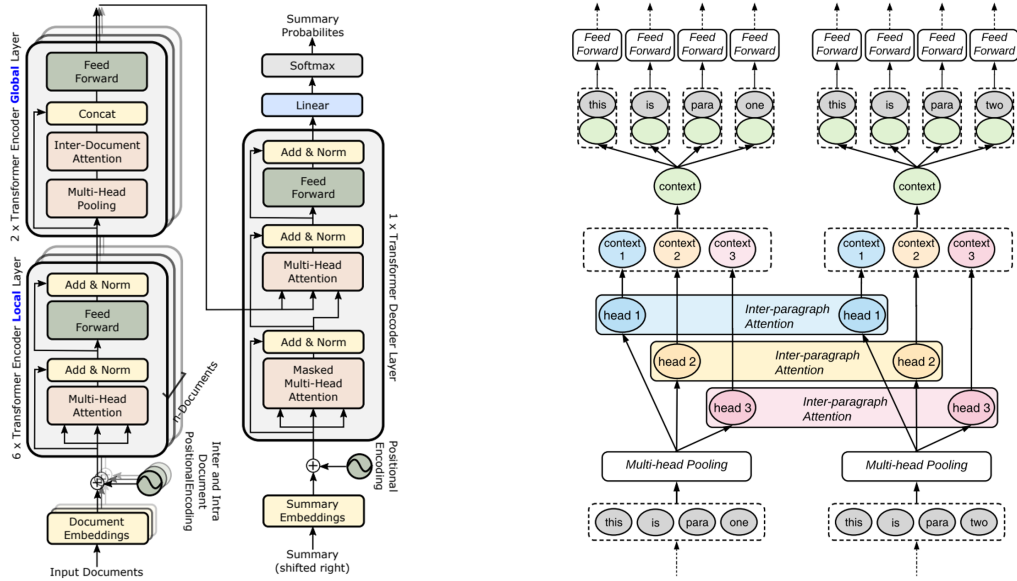 2 x Transformer Encoder Global Layer
Feed
Forward
Concat
Inter-Document
Attention
Multi-Head
Pooling
6 x Transformer Encoder Local Layer
Add & Norm
Feed
Forward
Add & Norm
Multi-Head
Attention
n-Documents
Inter and Intra
Document
PositionalEncoding
Document
Embeddings
Input Documents
Summary
Probabilites
Softmax
Linear
1 x Transformer Decoder Layer
Add & Norm
Feed
Forward
Add & Norm
Multi-Head
Attention
Add & Norm
Masked
Multi-Head
Attention
Positional
Encoding
Summary
Embeddings
Summary
(shifted right)
Feed
Forward
Feed
Forward
Feed
Forward
Feed
Forward
Feed
Forward
Feed
Forward
Feed
Forward
Feed
Forward
this is para one
this is para two
context
context
context
1
context
2
context
3
context
1
context
2
context
3
head 1
Inter-paragraph
Attention
head 1
head 2
Inter-paragraph
Attention
head 2
head 3
Inter-paragraph
Attention
head 3
Multi-head Pooling
Multi-head Pooling
this is para one
this is para two